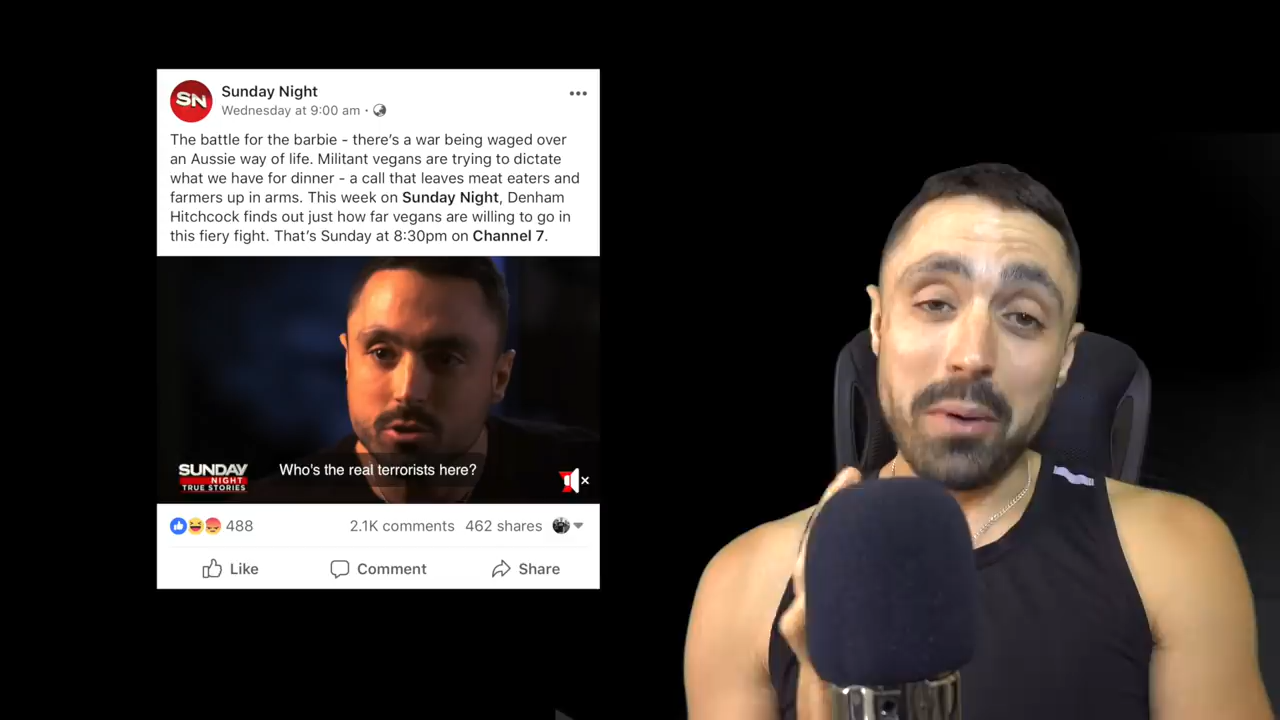 SN
Sunday Night
Wednesday at 9:00 am ·
The battle for the barbie - there's a war being waged over
an Aussie way of life. Militant vegans are trying to dictate
what we have for dinner - a call that leaves meat eaters and
farmers up in arms. This week on Sunday Night, Denham
Hitchcock finds out just how far vegans are willing to go in
this fiery fight. That's Sunday at 8:30pm on Channel 7.
Who's the real terrorists here?
SUNDAY
NIGHT
TRUE STORIES
488
2.1K comments 462 shares
Like
Comment
Share